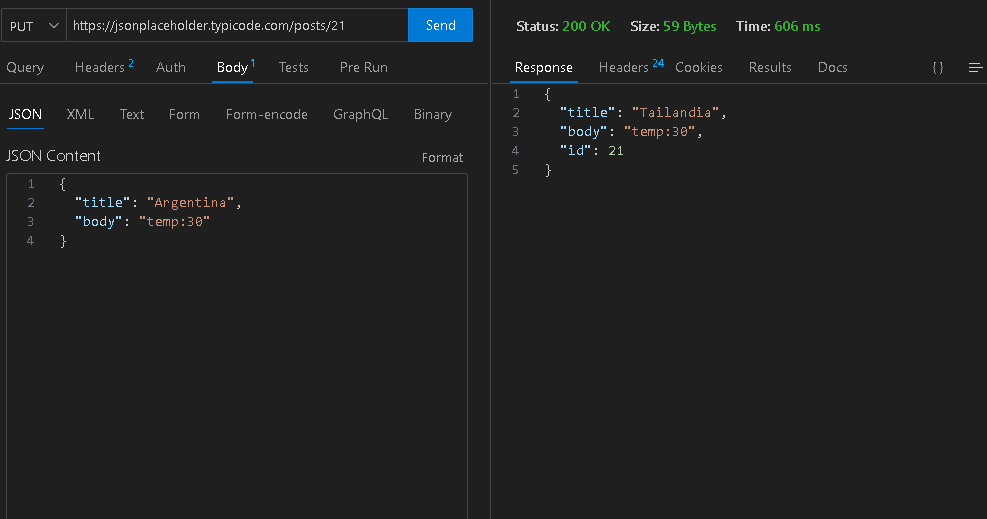 PUT https://jsonplaceholder.typicode.com/posts/21 Send
Query Headers 2 Auth Body 1 Tests Pre Run
JSON XML Text Form Form-encode GraphQL Binary
JSON Content Format
1 {
2 "title": "Argentina",
3 "body": "temp:30"
4 }
Status: 200 OK Size: 59 Bytes Time: 606 ms
Response Headers 24 Cookies Results Docs {}
1 {
2 "title": "Tailandia",
3 "body": "temp:30",
4 "id": 21
5 }